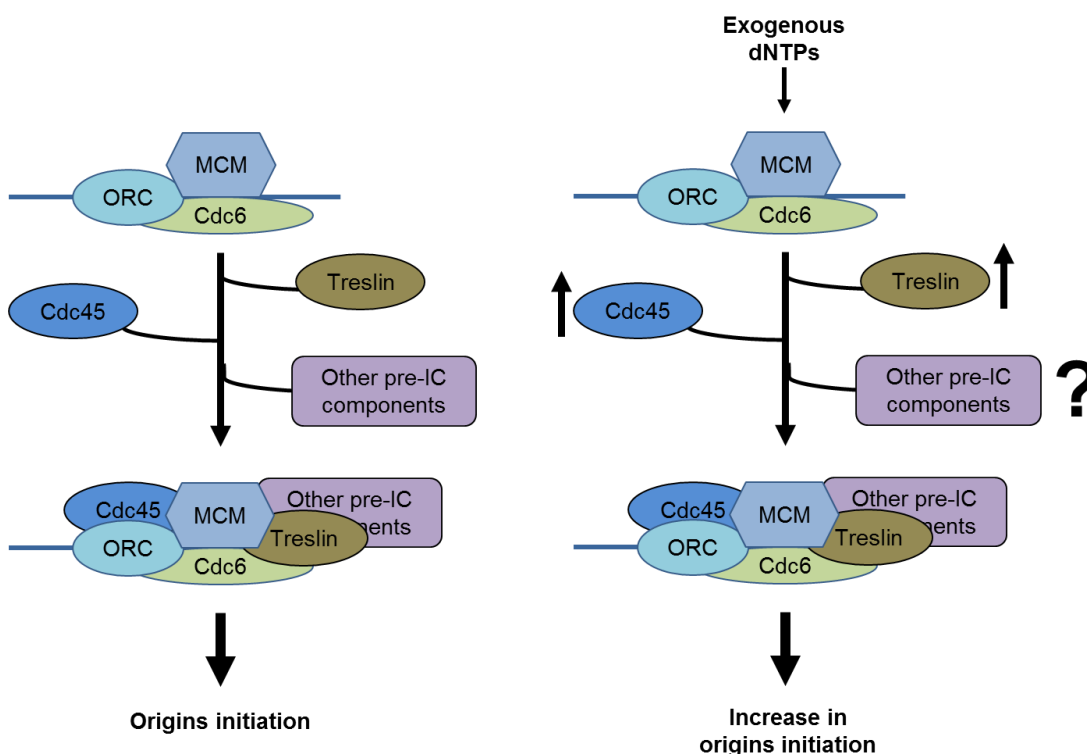 Exogenous
dNTPs
MCM
ORC
Cdc6
Treslin
Cdc45
Other pre-IC
components
Cdc45
MCM
Other pre-IC
nents
ORC
Treslin
Cdc6
Origins initiation
MCM
ORC
Cdc6
Treslin
Cdc45
Other pre-IC
components
?
Cdc45
MCM
Other pre-IC
nents
ORC
Treslin
Cdc6
Increase in
origins initiation